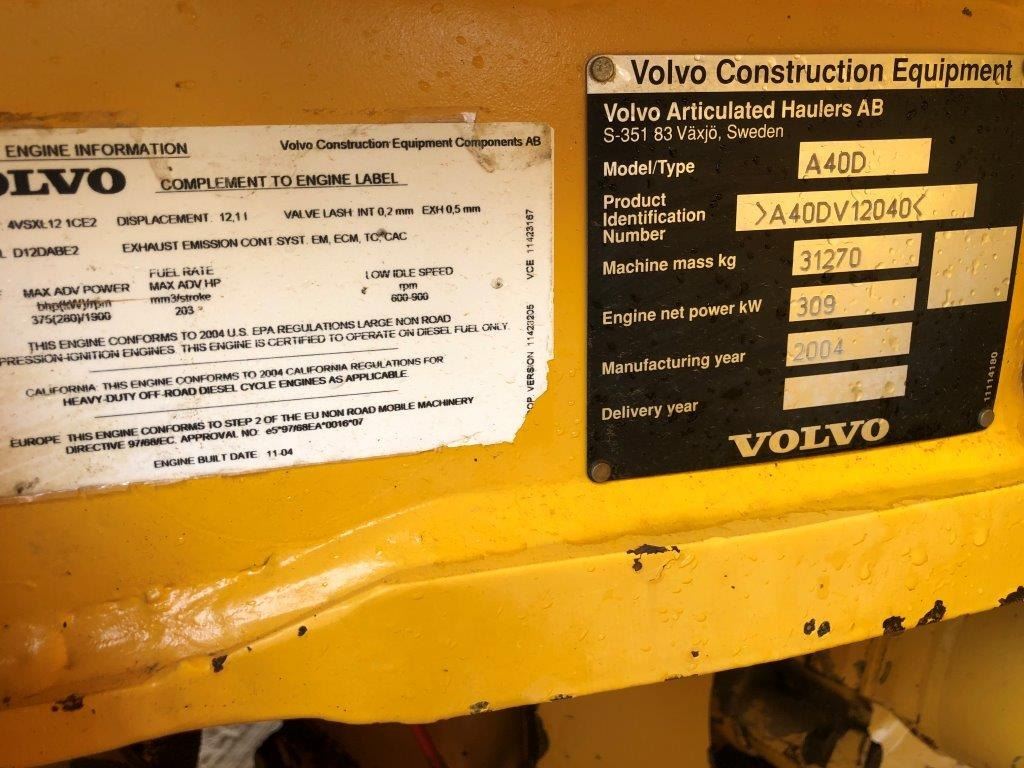 ENGINE INFORMATION
Volvo Construction Equipment Components AB
OLVO
COMPLEMENT TO ENGINE LABEL
4VSXL12 1CE2 DISPLACEMENT 12,1 l VALVE LASH INT 0,2 mm EXH 0,5 mm
D12DABE2 EXHAUST EMISSION CONT SYST. EM, ECM, TC, CAC
FUEL RATE
MAX ADV POWER MAX ADV HP LOW IDLE SPEED
bhp(kW)/rpm mm3/stroke rpm
375(280)/1900 203 600-900
THIS ENGINE CONFORMS TO 2004 U.S. EPA REGULATIONS LARGE NON ROAD
PRESSION-IGNITION ENGINES. THIS ENGINE IS CERTIFIED TO OPERATE ON DIESEL FUEL ONLY.
CALIFORNIA: THIS ENGINE CONFORMS TO 2004 CALIFORNIA REGULATIONS FOR
HEAVY-DUTY OFF-ROAD DIESEL CYCLE ENGINES AS APPLICABLE.
EUROPE THIS ENGINE CONFORMS TO STEP 2 OF THE EU NON ROAD MOBILE MACHINERY
DIRECTIVE 97/68/EC. APPROVAL NO: e5*97/68EA*0016*07
ENGINE BUILT DATE 11-04
VERSION 11423205 VCE 11423167
Volvo Construction Equipment
Volvo Articulated Haulers AB
S-351 83 Växjö, Sweden
Model/Type A40D
Product
Identification >A40DV12040<
Number
Machine mass kg 31270
Engine net power kW 309
Manufacturing year 2004
Delivery year
VOLVO
11114180